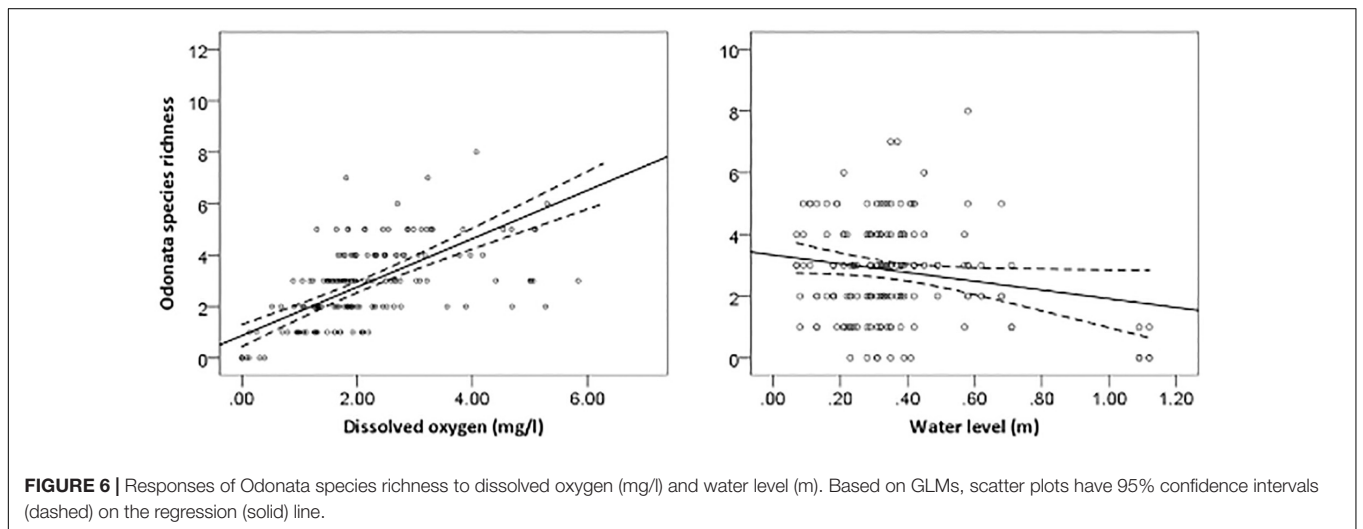 Odonata species richness
12
10
8
6
4
2
0
.00 2.00 4.00 6.00
Dissolved oxygen (mg/l)
10
8
6
4
2
0
.00 .20 .40 .60 .80 1.00 1.20
Water level (m)
FIGURE 6 | Responses of Odonata species richness to dissolved oxygen (mg/l) and water level (m). Based on GLMs, scatter plots have 95% confidence intervals
(dashed) on the regression (solid) line.